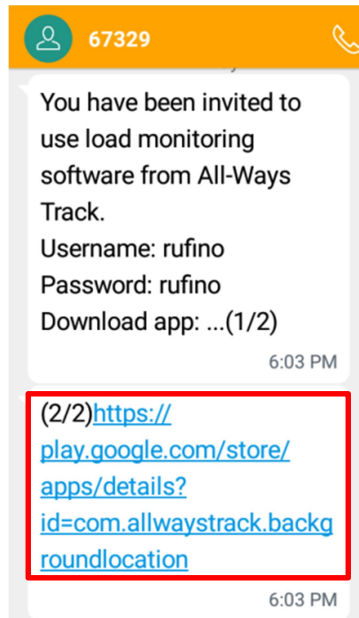 67329
You have been invited to
use load monitoring
software from All-Ways
Track.
Username: rufino
Password: rufino
Download app: ...(1/2)
6:03 PM
(2/2)https://
play.google.com/store/
apps/details?
id=com.allwaystrack.backg
roundlocation
6:03 PM